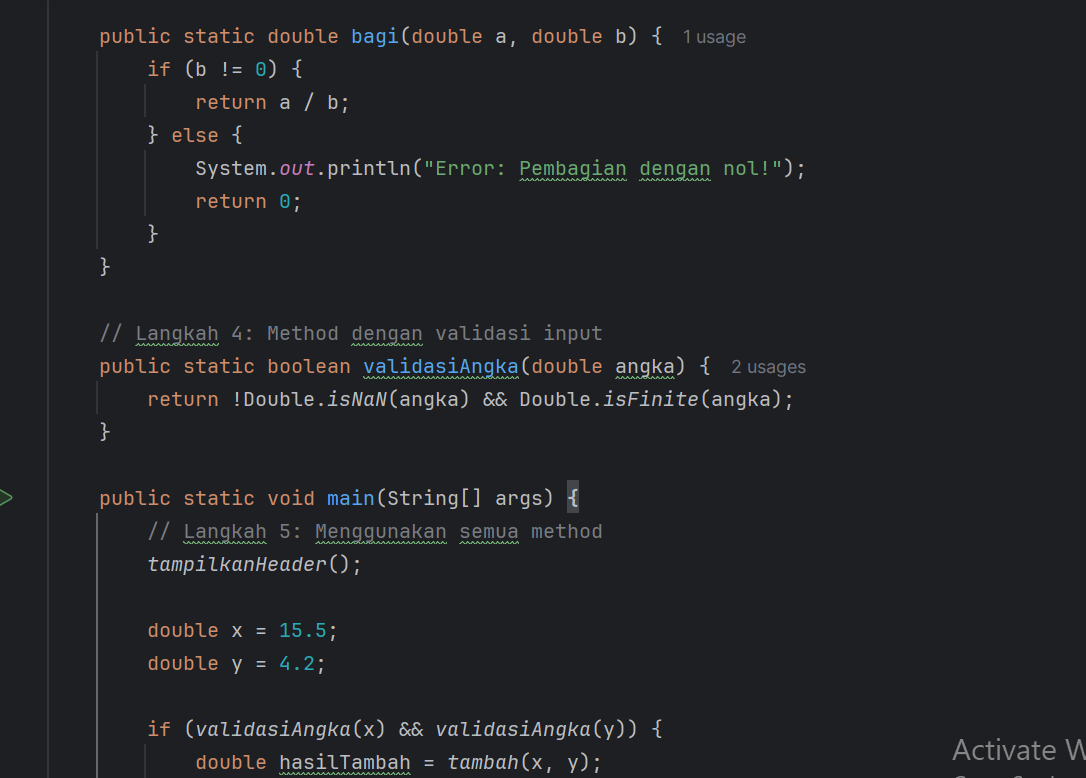 public static double bagi(double a, double b) { 1 usage
if (b != 0) {
return a / b;
} else {
System.out.println("Error: Pembagian dengan nol!");
return 0;
}
}
// Langkah 4: Method dengan validasi input
public static boolean validasiAngka(double angka) { 2 usages
return !Double.isNaN(angka) && Double.isFinite(angka);
}
public static void main(String[] args) {
// Langkah 5: Menggunakan semua method
tampilkanHeader();
double x = 15.5;
double y = 4.2;
if (validasiAngka(x) && validasiAngka(y)) {
double hasilTambah = tambah(x, y);
Activate W